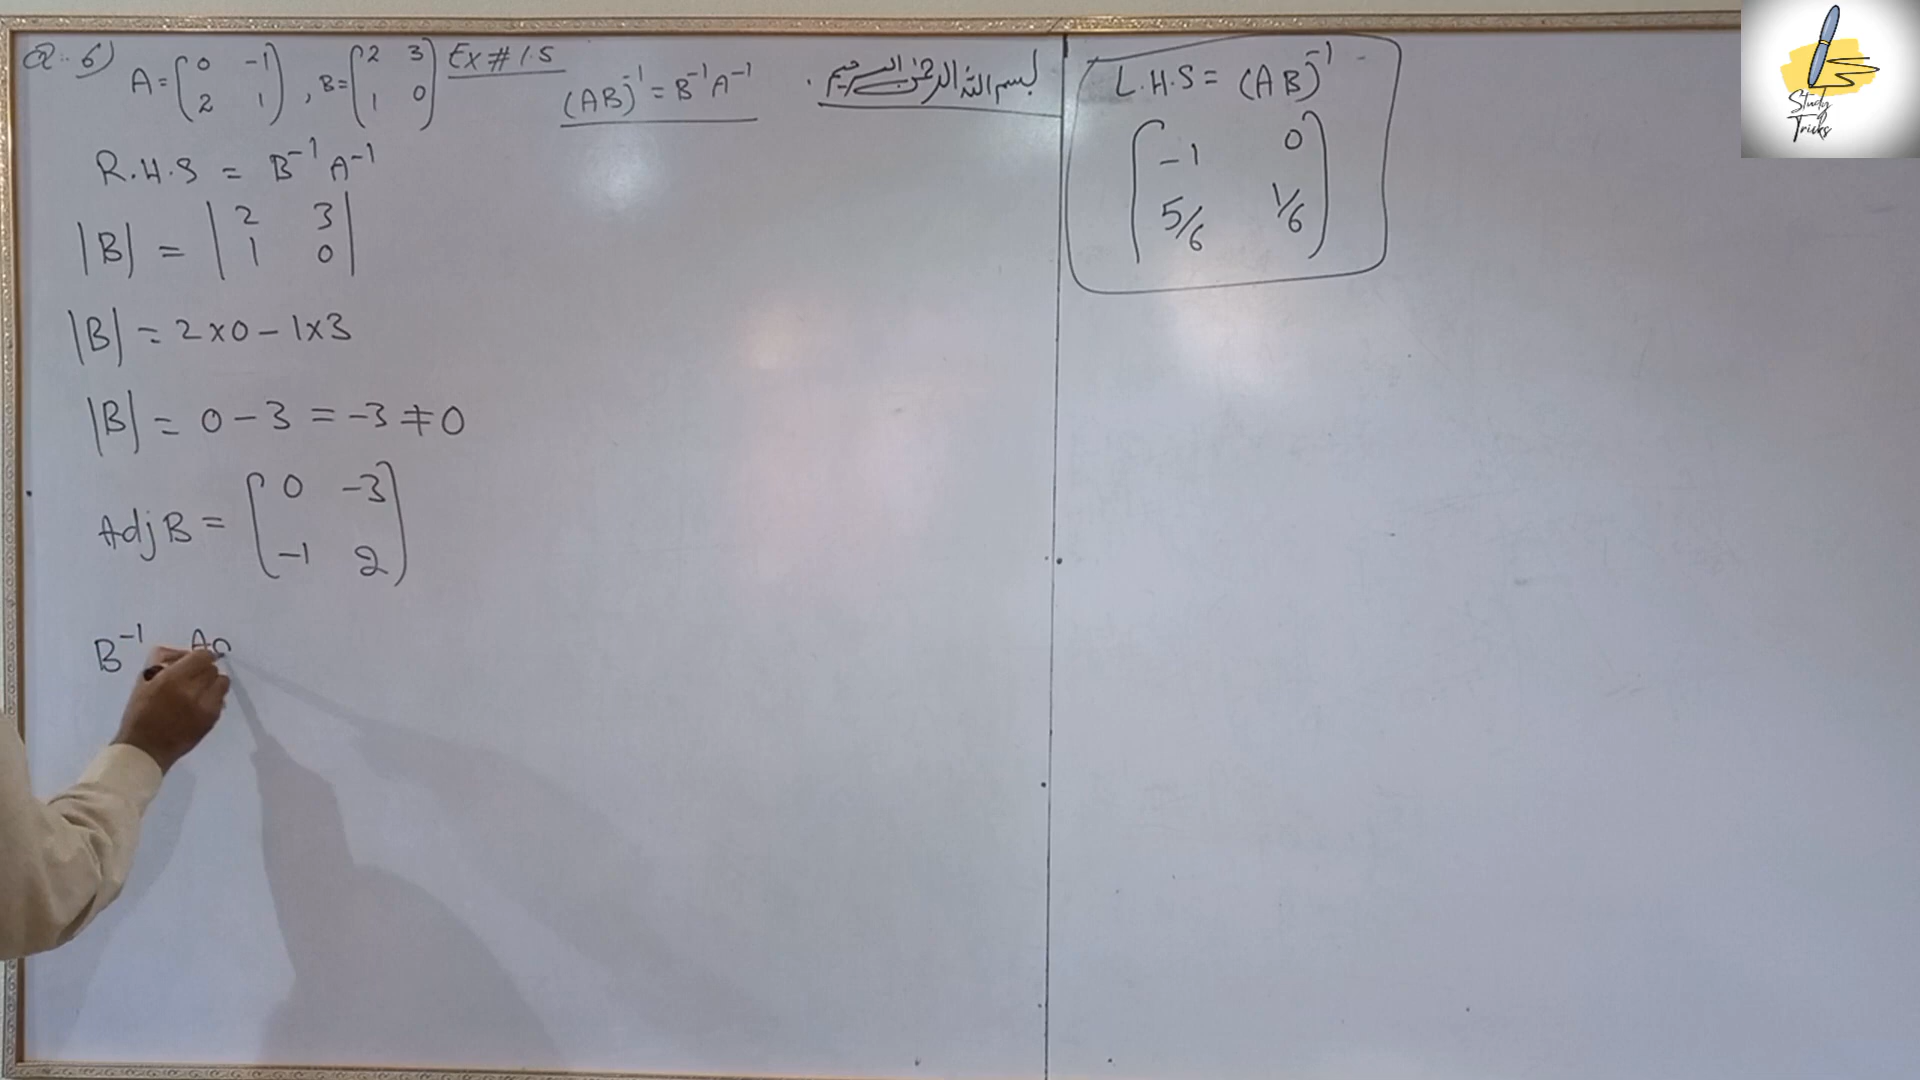 Q. 6) A = [0 -1 2 1] , B = [2 3 1 0] Ex # 1.5 (AB)⁻¹ = B⁻¹A⁻¹ بسم اللہ الرحمن الرحیم
R.H.S = B⁻¹ A⁻¹
|B| = |2 3
1 0|
|B| = 2 x 0 - 1 x 3
|B| = 0 - 3 = -3 ≠ 0
Adj B = [0 -3
-1 2]
B⁻¹
L.H.S = (AB)⁻¹
[-1 0
5/6 1/6]
Study
Tricks